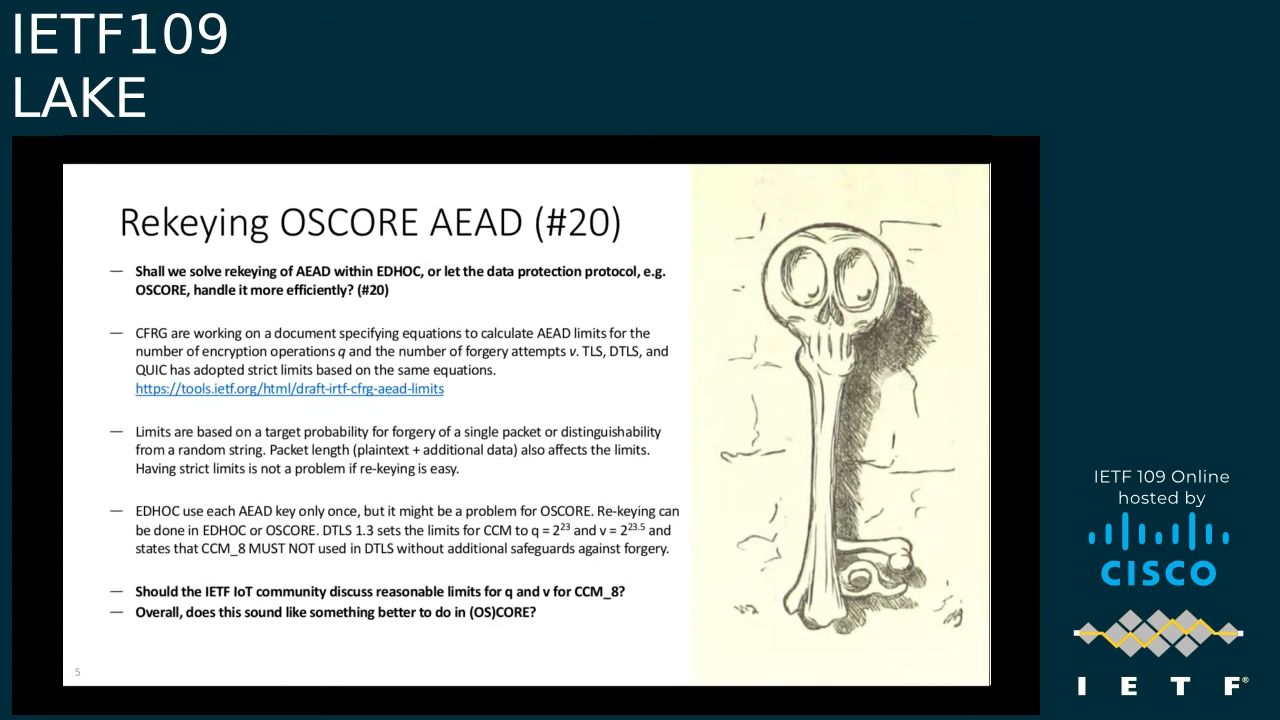 IETF109
LAKE
Rekeying OSCORE AEAD (#20)
— Shall we solve rekeying of AEAD within EDHOC, or let the data protection protocol, e.g.
OSCORE, handle it more efficiently? (#20)
— CFRG are working on a document specifying equations to calculate AEAD limits for the
number of encryption operations q and the number of forgery attempts v. TLS, DTLS, and
QUIC has adopted strict limits based on the same equations.
https://tools.ietf.org/html/draft-irtf-cfrg-aead-limits
— Limits are based on a target probability for forgery of a single packet or distinguishability
from a random string. Packet length (plaintext + additional data) also affects the limits.
Having strict limits is not a problem if re-keying is easy.
— EDHOC use each AEAD key only once, but it might be a problem for OSCORE. Re-keying can
be done in EDHOC or OSCORE. DTLS 1.3 sets the limits for CCM to q = 2^23 and v = 2^23.5 and
states that CCM_8 MUST NOT used in DTLS without additional safeguards against forgery.
— Should the IETF IoT community discuss reasonable limits for q and v for CCM_8?
— Overall, does this sound like something better to do in (OS)CORE?
5
IETF 109 Online
hosted by
CISCO
I E T F®